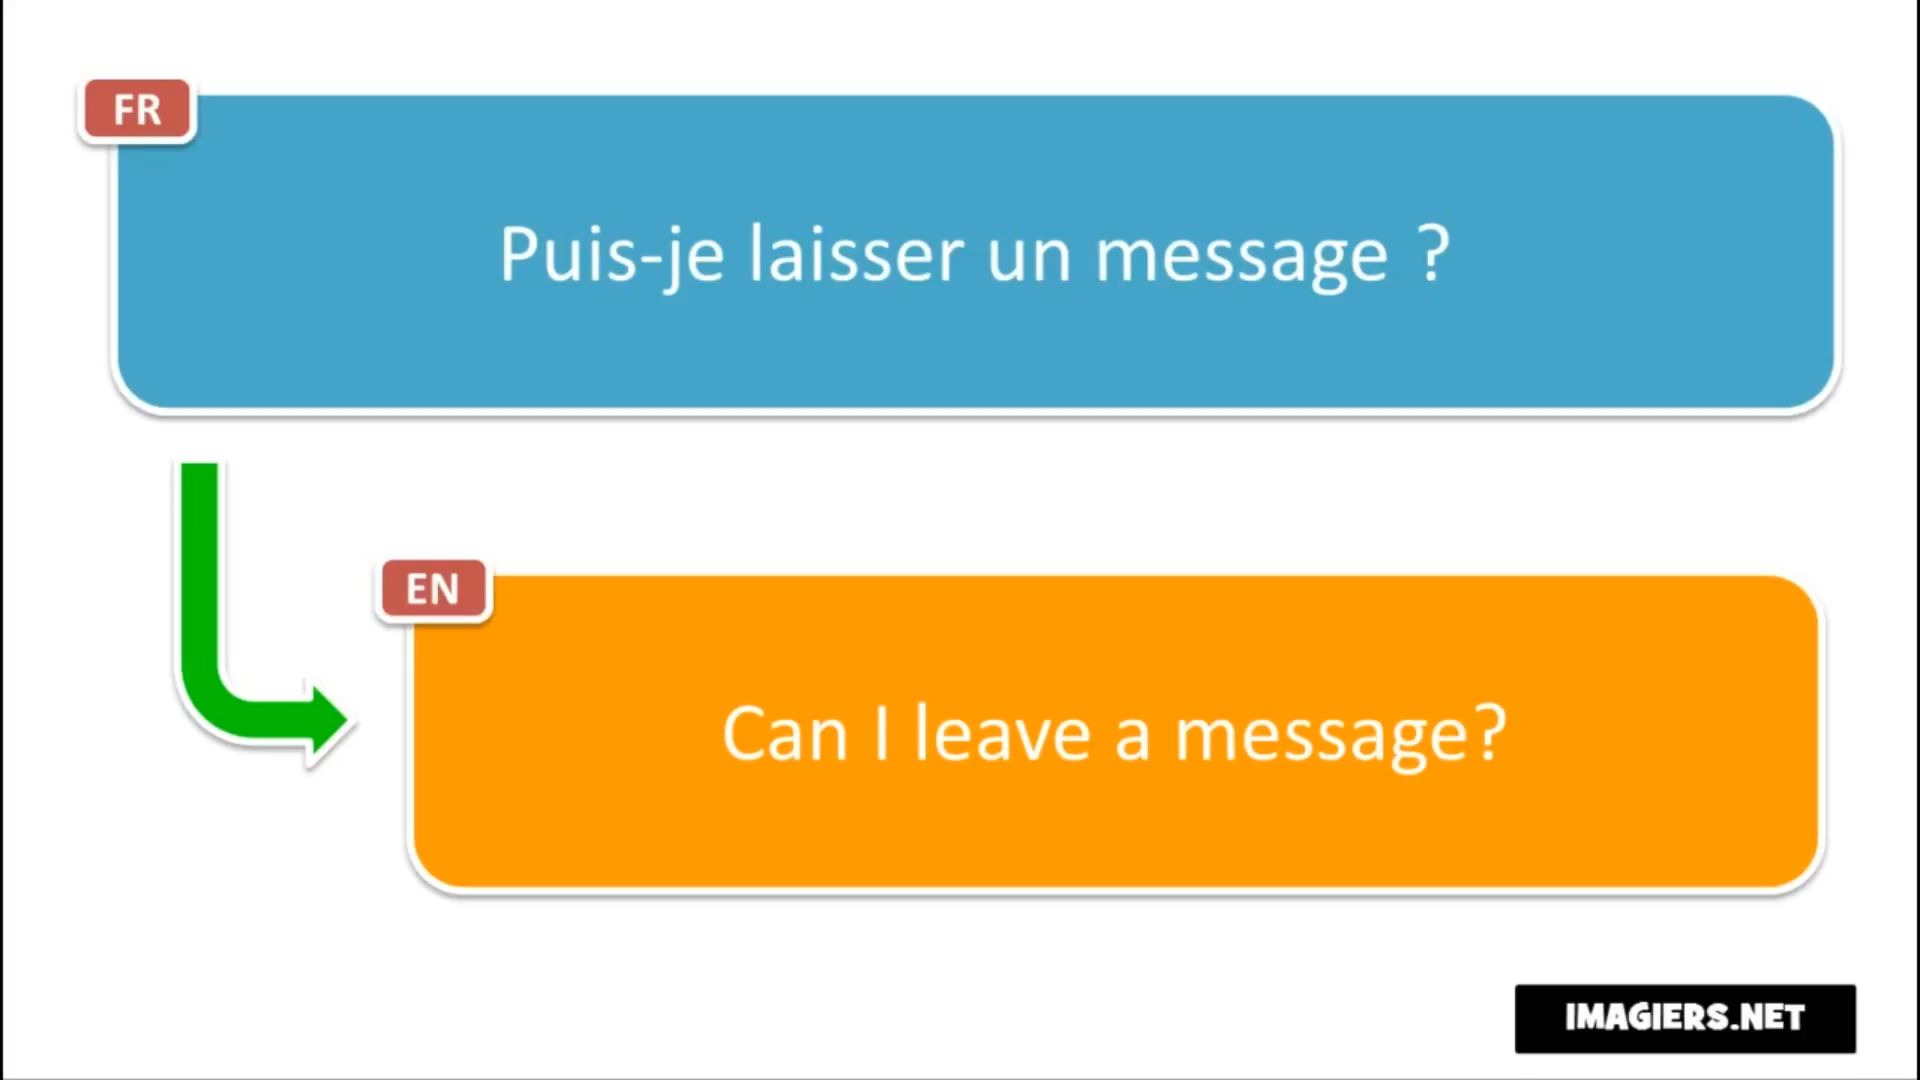 FR
Puis-je laisser un message ?
EN
Can I leave a message?
IMAGIERS.NET